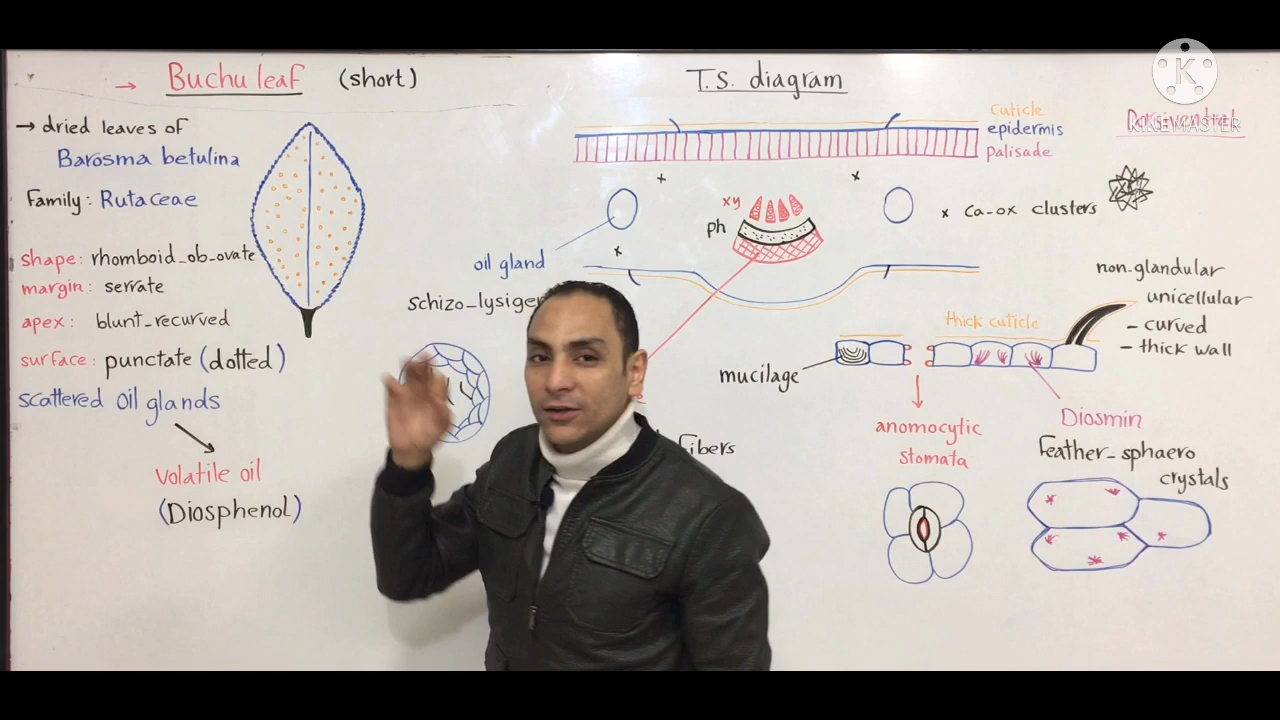 → Buchu leaf (short)
→ dried leaves of
Barosma betulina
Family: Rutaceae
shape: rhomboid_ob_ovate
margin: serrate
apex: blunt_recurved
surface: punctate (dotted)
scattered oil glands
volatile oil
(Diosphenol)
T.S. diagram
Cuticle
epidermis
palisade
Dorsiventral
KINEMASTER
K
x
x
xy
ph
x Ca-ox clusters
x
oil gland
schizo_lysigen
Fibers
non-glandular
unicellular
- curved
- thick wall
thick cuticle
mucilage
anomocytic
stomata
Diosmin
Feather_sphaero
crystals